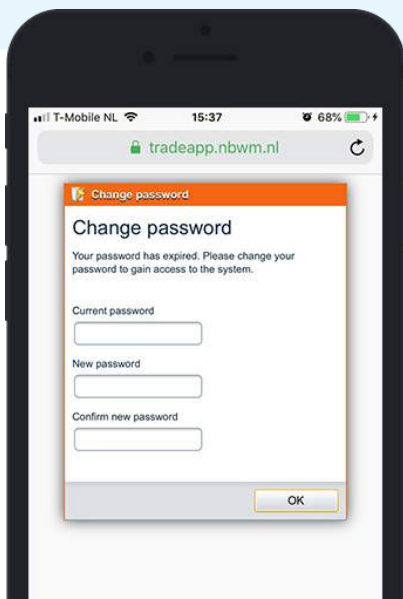 T-Mobile NL 15:37 68%
tradeapp.nbwm.nl
Change password
Change password
Your password has expired. Please change your
password to gain access to the system.
Current password
New password
Confirm new password
OK